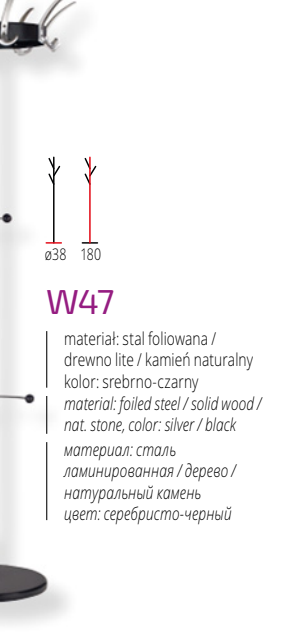 ø38 180
W47
materiał: stal foliowana /
drewno lite / kamień naturalny
kolor: srebrno-czarny
material: foiled steel / solid wood /
nat. stone, color: silver / black
материал: сталь
ламинированная / дерево /
натуральный камень
цвет: серебристо-черный